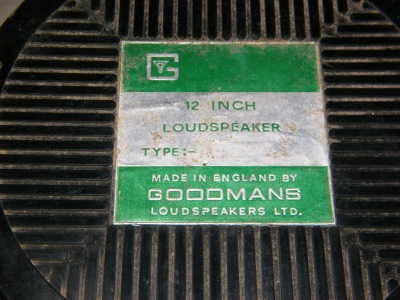 G
12 INCH
LOUDSPEAKER
TYPE:-
MADE IN ENGLAND BY
GOODMANS
LOUDSPEAKERS LTD.